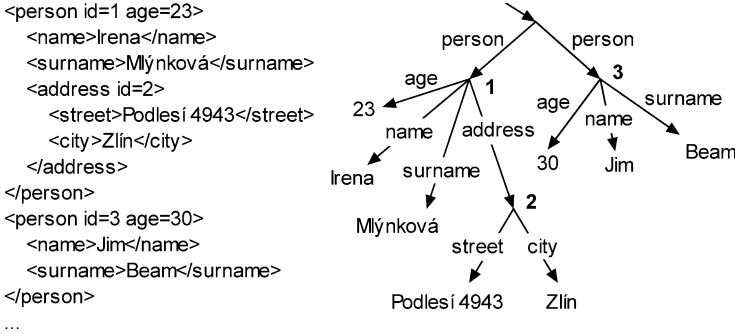 <person id=1 age=23>
<name>Irena</name>
<surname>Mlýnková</surname>
<address id=2>
<street>Podlesí 4943</street>
<city>Zlín</city>
</address>
</person>
<person id=3 age=30>
<name>Jim</name>
<surname>Beam</surname>
</person>
...
person person
age 1 3
23 name address age name surname
Irena surname 30 Jim Beam
Mlýnková 2
street city
Podlesí 4943 Zlín